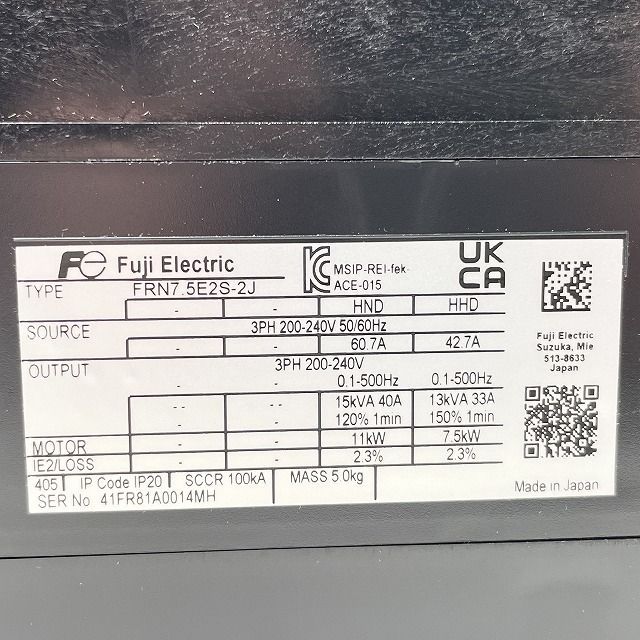 Fe Fuji Electric
MSIP-REI-fek-
ACE-015
UK
CA
TYPE FRN7.5E2S-2J
- - HND HHD
SOURCE 3PH 200-240V 50/60Hz
- - 60.7A 42.7A
OUTPUT 3PH 200-240V
0.1-500Hz 0.1-500Hz
-- -- 15kVA 40A 13kVA 33A
120% 1min 150% 1min
MOTOR - - 11kW 7.5kW
IE2/LOSS - - 2.3% 2.3%
405 IP Code IP20 SCCR 100kA MASS 5.0kg
SER No 41FR81A0014MH
Fuji Electric
Suzuka, Mie
513-8633
Japan
Made in Japan